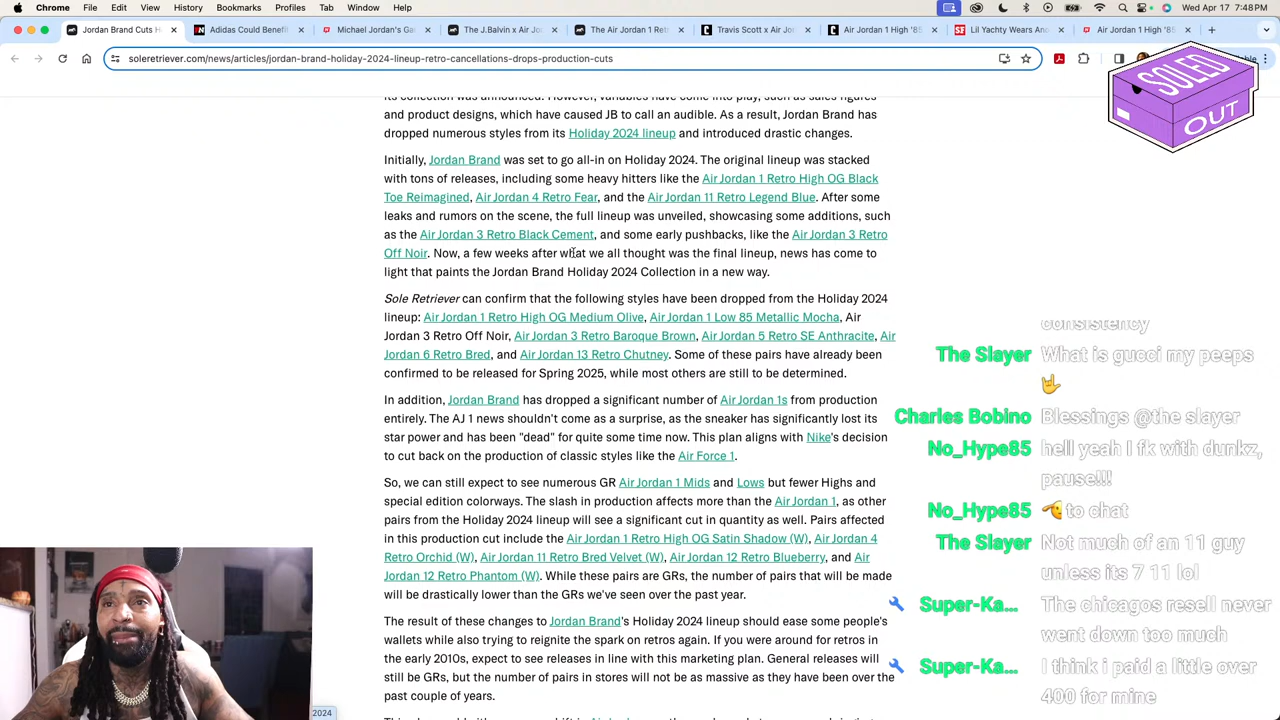 Chrome File Edit View History Bookmarks Profiles Tab Window Help Wed Apr 17 7:48 PM
Jordan Brand Cuts H Adidas Could Benefi Michael Jordan's Ga The J.Balvin x Air Jo The Air Jordan 1 Retr Travis Scott x Air Jor Air Jordan 1 High '85 Lil Yachty Wears An Air Jordan 1 High '85
soleretriever.com/news/articles/jordan-brand-holiday-2024-lineup-retro-cancellations-drops-production-cuts
SOLED
OUT
its collection was announced. However, variables have come into play, such as sales figures
and product designs, which have caused JB to call an audible. As a result, Jordan Brand has
dropped numerous styles from its Holiday 2024 lineup and introduced drastic changes.
Initially, Jordan Brand was set to go all-in on Holiday 2024. The original lineup was stacked
with tons of releases, including some heavy hitters like the Air Jordan 1 Retro High OG Black
Toe Reimagined, Air Jordan 4 Retro Fear, and the Air Jordan 11 Retro Legend Blue. After some
leaks and rumors on the scene, the full lineup was unveiled, showcasing some additions, such
as the Air Jordan 3 Retro Black Cement, and some early pushbacks, like the Air Jordan 3 Retro
Off Noir. Now, a few weeks after what we all thought was the final lineup, news has come to
light that paints the Jordan Brand Holiday 2024 Collection in a new way.
Sole Retriever can confirm that the following styles have been dropped from the Holiday 2024
lineup: Air Jordan 1 Retro High OG Medium Olive, Air Jordan 1 Low 85 Metallic Mocha, Air
Jordan 3 Retro Off Noir, Air Jordan 3 Retro Baroque Brown, Air Jordan 5 Retro SE Anthracite, Air
Jordan 6 Retro Bred, and Air Jordan 13 Retro Chutney. Some of these pairs have already been
confirmed to be released for Spring 2025, while most others are still to be determined.
In addition, Jordan Brand has dropped a significant number of Air Jordan 1s from production
entirely. The AJ 1 news shouldn't come as a surprise, as the sneaker has significantly lost its
star power and has been "dead" for quite some time now. This plan aligns with Nike's decision
to cut back on the production of classic styles like the Air Force 1.
So, we can still expect to see numerous GR Air Jordan 1 Mids and Lows but fewer Highs and
special edition colorways. The slash in production affects more than the Air Jordan 1, as other
pairs from the Holiday 2024 lineup will see a significant cut in quantity as well. Pairs affected
in this production cut include the Air Jordan 1 Retro High OG Satin Shadow (W), Air Jordan 4
Retro Orchid (W), Air Jordan 11 Retro Bred Velvet (W), Air Jordan 12 Retro Blueberry, and Air
Jordan 12 Retro Phantom (W). While these pairs are GRs, the number of pairs that will be made
will be drastically lower than the GRs we've seen over the past year.
The result of these changes to Jordan Brand's Holiday 2024 lineup should ease some people's
wallets while also trying to reignite the spark on retros again. If you were around for retros in
the early 2010s, expect to see releases in line with this marketing plan. General releases will
still be GRs, but the number of pairs in stores will not be as massive as they have been over the
past couple of years.
2024
consistency
The Slayer What is gucci my peeps
🤟
Charles Bobino Blessings @the slayer
No_Hype85 hell yeah I fk with dunkz,
pause!!!
No_Hype85 🫡 to chat
The Slayer Not much of an 11 guy
unless its 7 11 lol
Super-Ka... The chicagos resell never
went down too much
Super-Ka... I think i paid a little over
400 for mine